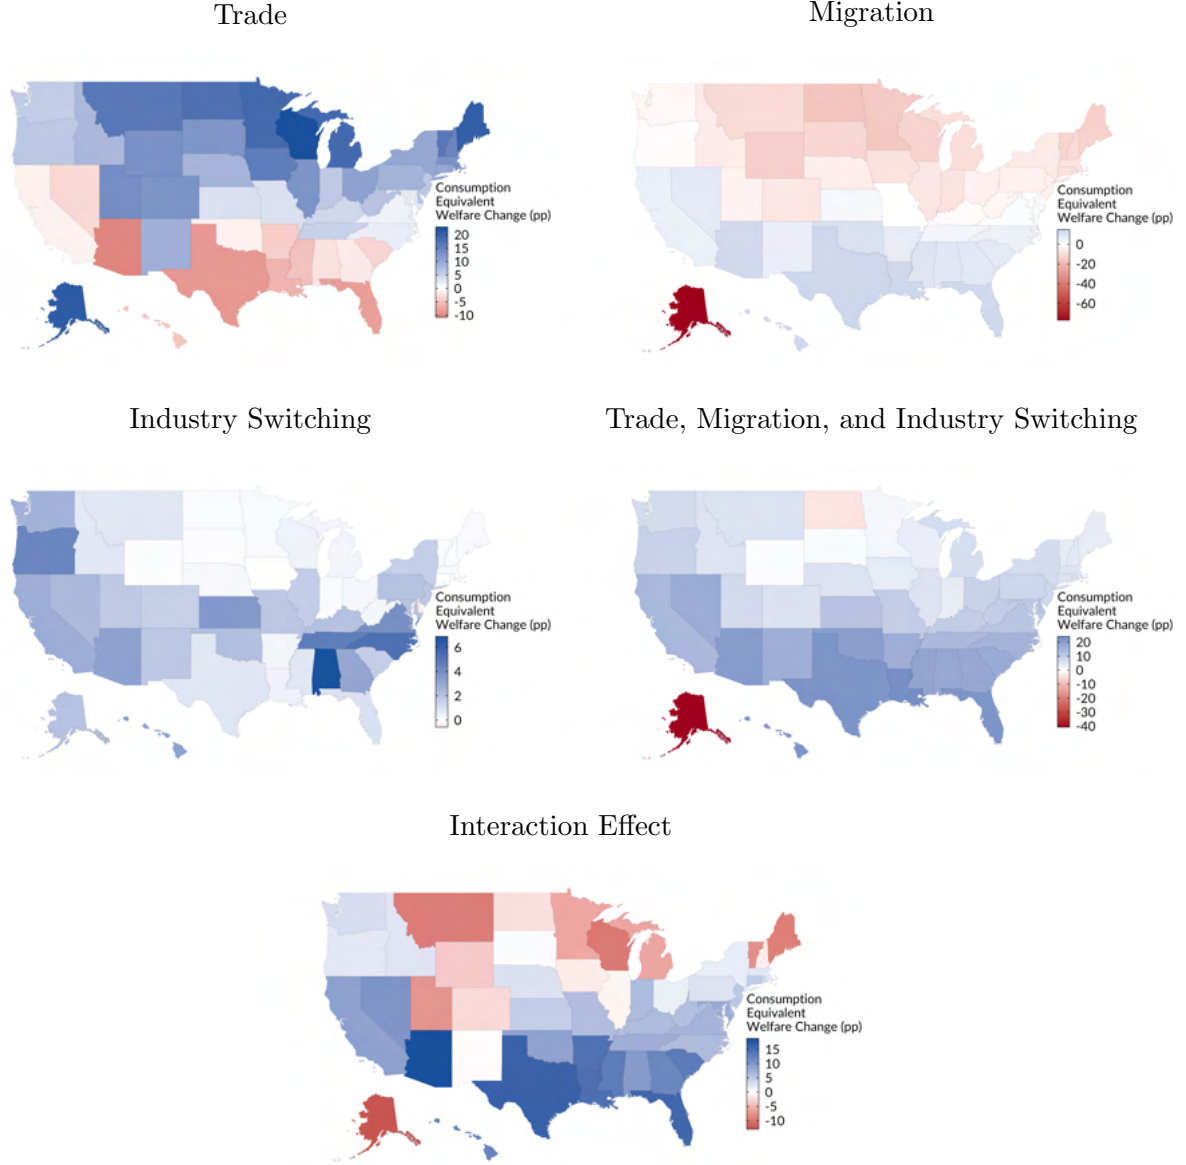 Trade
Consumption
Equivalent
Welfare Change (pp)
20
15
10
5
0
-5
-10
Migration
Consumption
Equivalent
Welfare Change (pp)
0
-20
-40
-60
Industry Switching
Consumption
Equivalent
Welfare Change (pp)
6
4
2
0
Trade, Migration, and Industry Switching
Consumption
Equivalent
Welfare Change (pp)
20
10
0
-10
-20
-30
-40
Interaction Effect
Consumption
Equivalent
Welfare Change (pp)
15
10
5
0
-5
-10